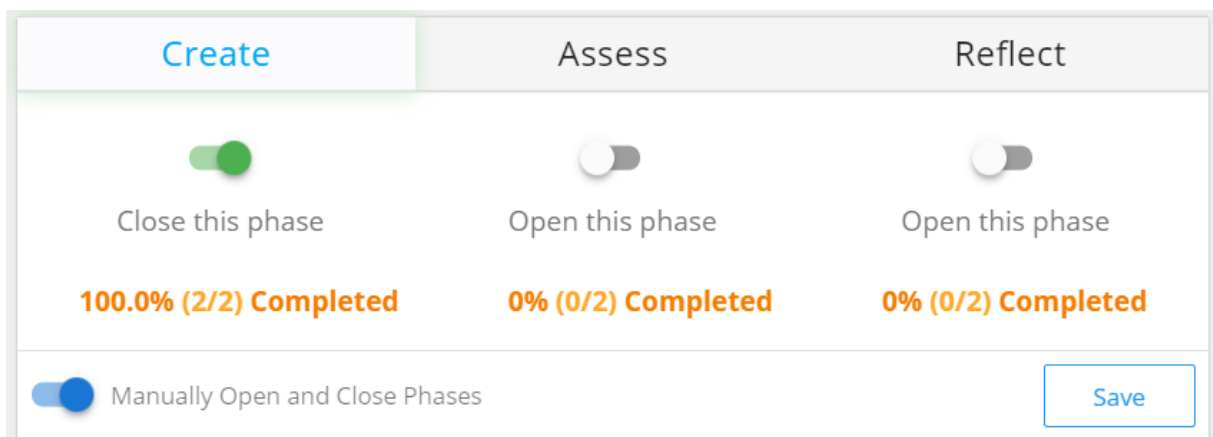 Create Assess Reflect
Close this phase Open this phase Open this phase
100.0% (2/2) Completed 0% (0/2) Completed 0% (0/2) Completed
Manually Open and Close Phases Save